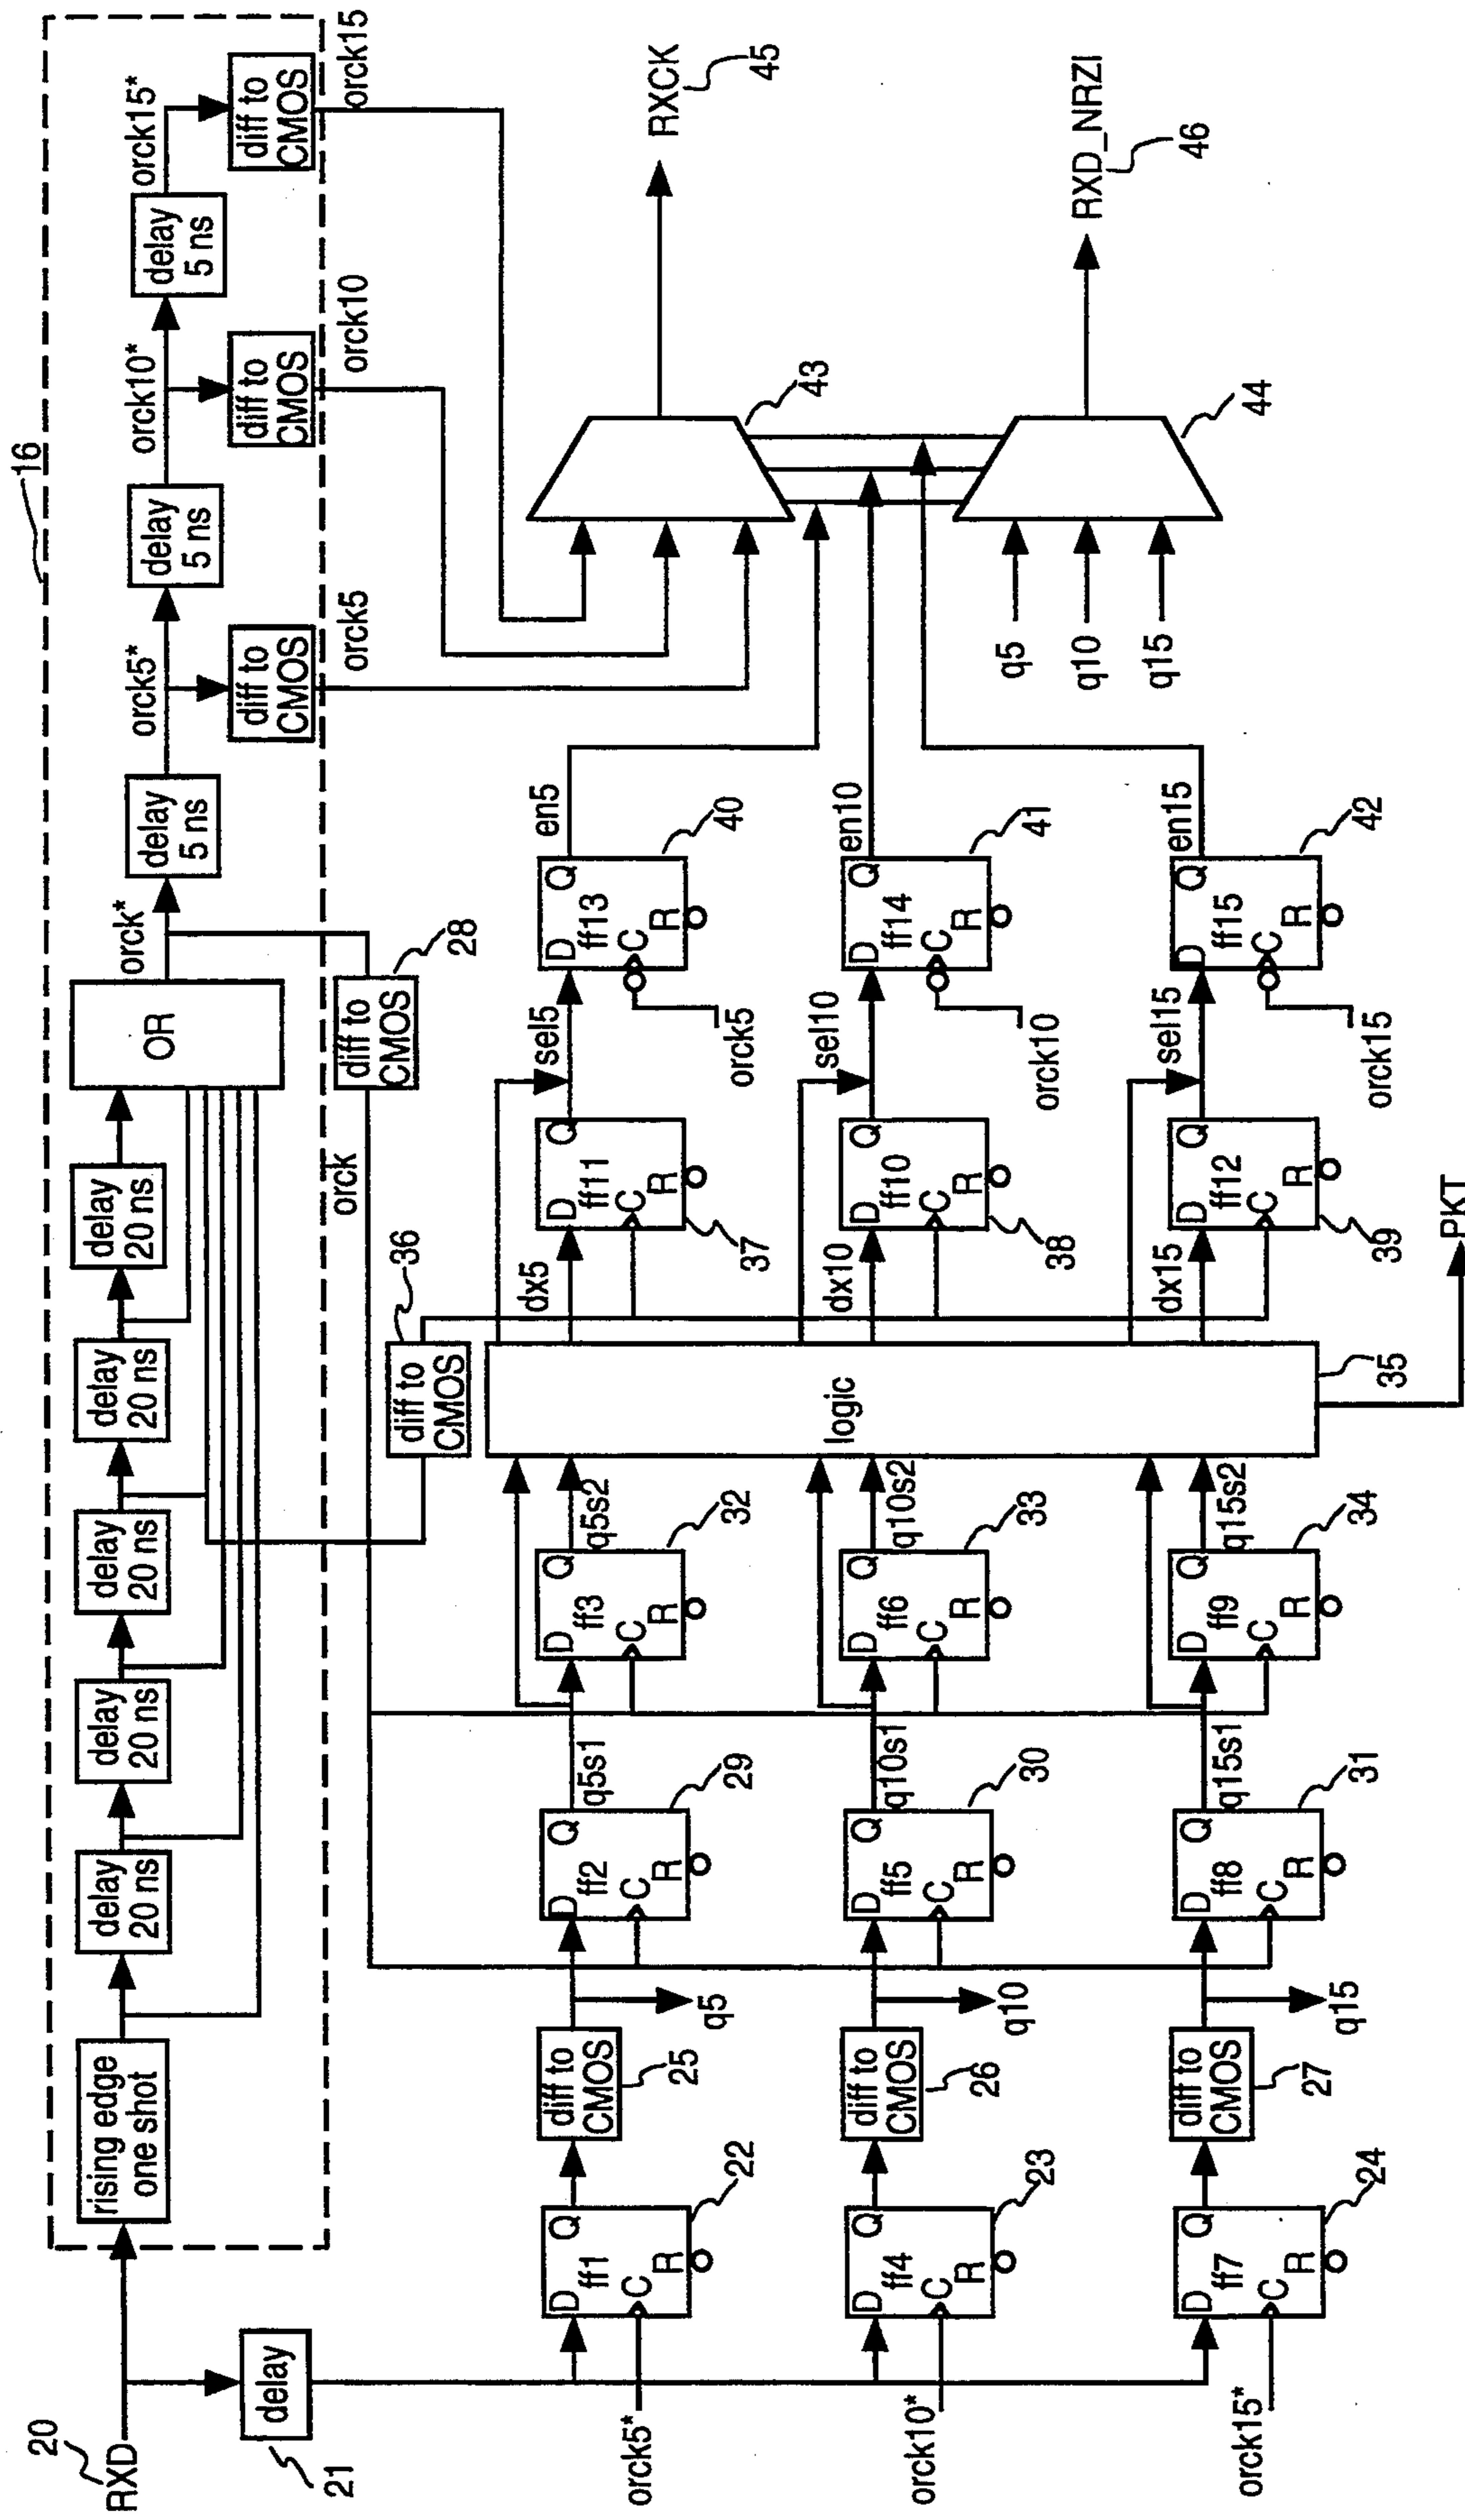 16
20
RXD
rising edge
one shot
delay
20 ns
delay
20 ns
delay
20 ns
delay
20 ns
delay
20 ns
OR
orck*
delay
5 ns
orck5*
delay
5 ns
orck10*
delay
5 ns
orck15*
diff to
CMOS
diff to
CMOS
diff to
CMOS
orck5
orck10
orck15
delay
21
orck
diff to
CMOS
28
diff to
CMOS
36
orck5*
D
Q
ff1
C
R
22
diff to
CMOS
25
q5
D
Q
ff2
C
R
29
q5s1
D
Q
ff3
C
R
32
q5s2
logic
35
PKT
dx5
D
Q
ff11
C
R
37
sel5
D
Q
ff13
C
R
40
orck5
en5
orck10*
D
Q
ff4
C
R
23
diff to
CMOS
26
q10
D
Q
ff5
C
R
30
q10s1
D
Q
ff6
C
R
33
q10s2
dx10
D
Q
ff10
C
R
38
sel10
D
Q
ff14
C
R
41
orck10
en10
orck15*
D
Q
ff7
C
R
24
diff to
CMOS
27
q15
D
Q
ff8
C
R
31
q15s1
D
Q
ff9
C
R
34
q15s2
dx15
D
Q
ff12
C
R
39
sel15
D
Q
ff15
C
R
42
orck15
en15
43
RXCK
45
q5
q10
q15
44
RXD_NRZI
46